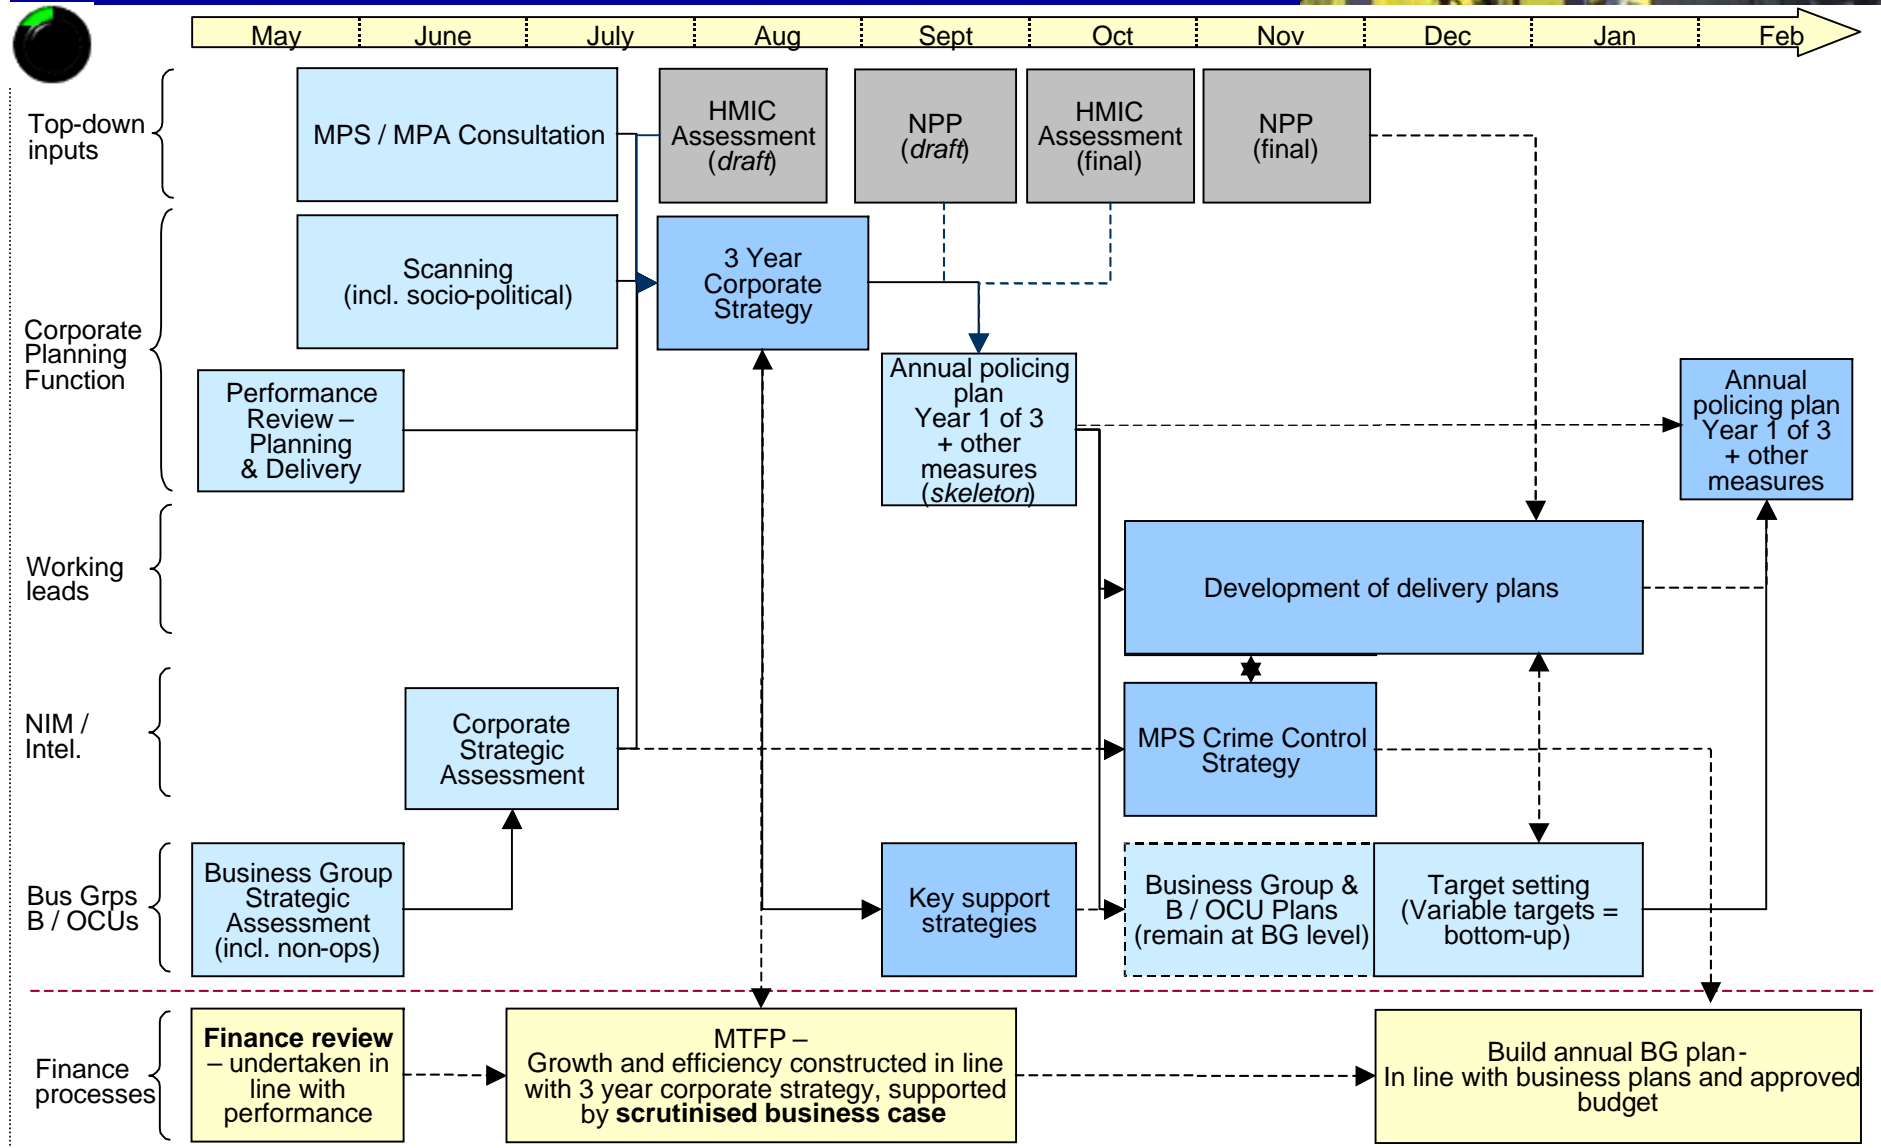 May June July Aug Sept Oct Nov Dec Jan Feb
Top-down
inputs
MPS / MPA Consultation
HMIC
Assessment
(draft)
NPP
(draft)
HMIC
Assessment
(final)
NPP
(final)
Corporate
Planning
Function
Scanning
(incl. socio-political)
3 Year
Corporate
Strategy
Performance
Review –
Planning
& Delivery
Annual policing
plan
Year 1 of 3
+ other
measures
(skeleton)
Annual
policing plan
Year 1 of 3
+ other
measures
Working
leads
Development of delivery plans
NIM /
Intel.
Corporate
Strategic
Assessment
MPS Crime Control
Strategy
Bus Grps
B / OCUs
Business Group
Strategic
Assessment
(incl. non-ops)
Key support
strategies
Business Group &
B / OCU Plans
(remain at BG level)
Target setting
(Variable targets =
bottom-up)
Finance
processes
Finance review
– undertaken in
line with
performance
MTFP –
Growth and efficiency constructed in line
with 3 year corporate strategy, supported
by scrutinised business case
Build annual BG plan-
In line with business plans and approved
budget